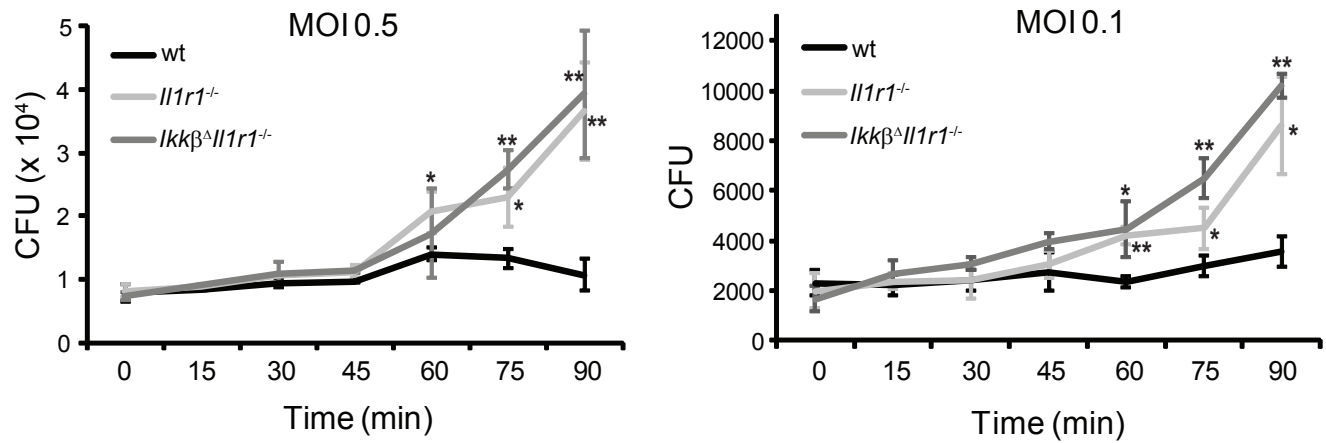 MOI 0.5
wt
Il1r1-/-
IkkβΔIl1r1-/-
CFU (x 10⁴)
5
4
3
2
1
0
*
**
*
**
**
0 15 30 45 60 75 90
Time (min)
MOI 0.1
wt
Il1r1-/-
IkkβΔIl1r1-/-
CFU
12000
10000
8000
6000
4000
2000
0
*
**
**
*
**
*
0 15 30 45 60 75 90
Time (min)